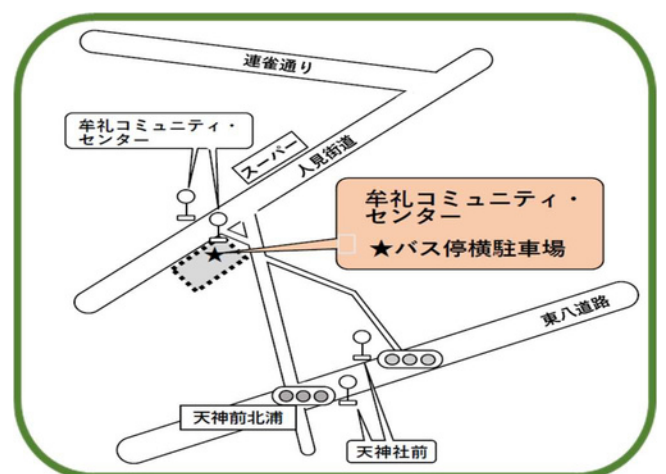 連雀通り
牟礼コミュニティ・
センター
スーパー
人見街道
牟礼コミュニティ・
センター
★バス停横駐車場
★
東八道路
天神前北浦
天神社前